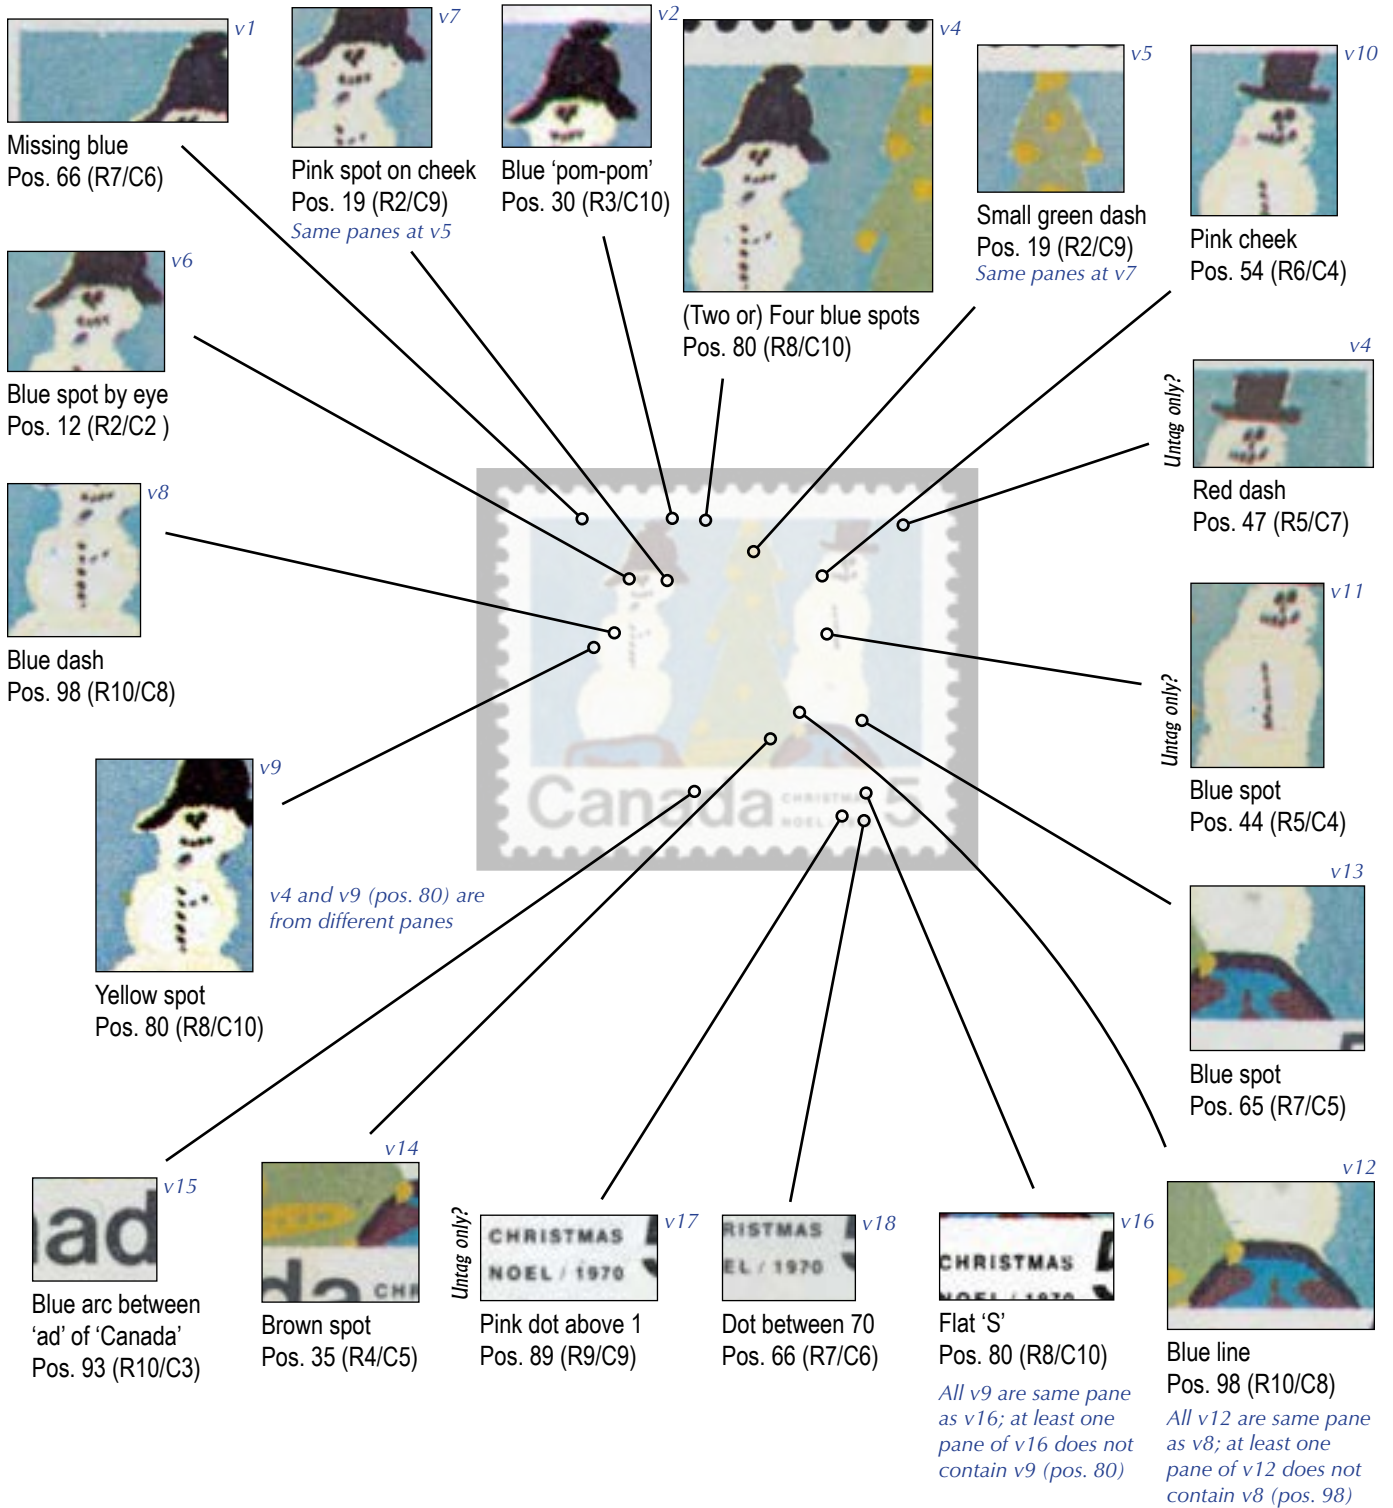 v1
Missing blue
Pos. 66 (R7/C6)
v7
Pink spot on cheek
Pos. 19 (R2/C9)
Same panes at v5
v2
Blue ‘pom-pom’
Pos. 30 (R3/C10)
v4
(Two or) Four blue spots
Pos. 80 (R8/C10)
v5
Small green dash
Pos. 19 (R2/C9)
Same panes at v7
v10
Pink cheek
Pos. 54 (R6/C4)
v6
Blue spot by eye
Pos. 12 (R2/C2 )
v4
Untag only?
Red dash
Pos. 47 (R5/C7)
v8
Blue dash
Pos. 98 (R10/C8)
v11
Untag only?
Blue spot
Pos. 44 (R5/C4)
Canada
CHRISTMAS
NOEL /
5
v9
v4 and v9 (pos. 80) are
from different panes
Yellow spot
Pos. 80 (R8/C10)
v13
Blue spot
Pos. 65 (R7/C5)
v15
ad
Blue arc between
‘ad’ of ‘Canada’
Pos. 93 (R10/C3)
v14
da CHR
Brown spot
Pos. 35 (R4/C5)
Untag only?
v17
CHRISTMAS
NOEL / 1970
Pink dot above 1
Pos. 89 (R9/C9)
v18
RISTMAS
EL / 1970
Dot between 70
Pos. 66 (R7/C6)
v16
CHRISTMAS
NOEL / 1970
Flat ‘S’
Pos. 80 (R8/C10)
All v9 are same pane
as v16; at least one
pane of v16 does not
contain v9 (pos. 80)
v12
Blue line
Pos. 98 (R10/C8)
All v12 are same pane
as v8; at least one
pane of v12 does not
contain v8 (pos. 98)